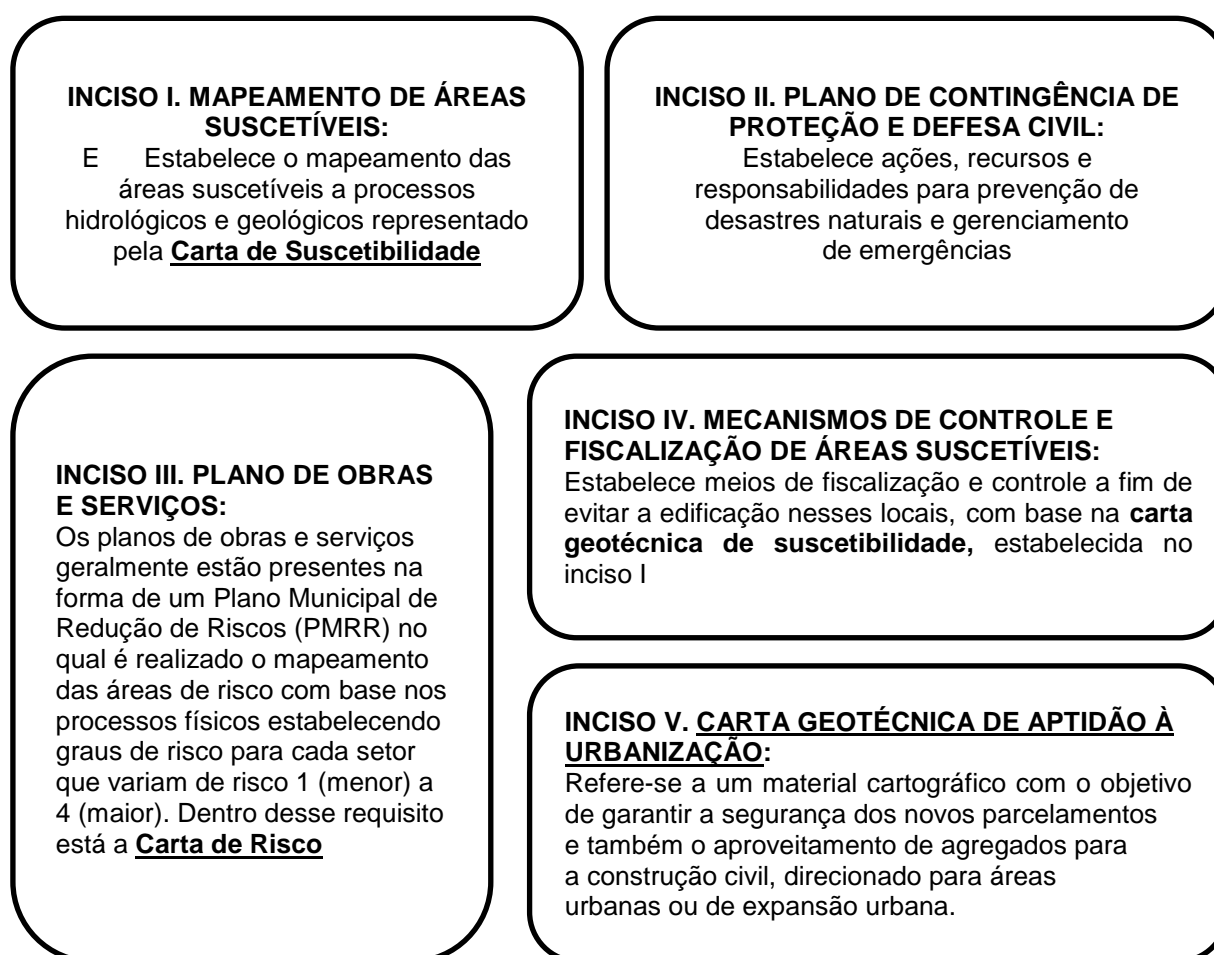 INCISO I. MAPEAMENTO DE ÁREAS
SUSCETÍVEIS:
E Estabelece o mapeamento das
áreas suscetíveis a processos
hidrológicos e geológicos representado
pela Carta de Suscetibilidade
INCISO II. PLANO DE CONTINGÊNCIA DE
PROTEÇÃO E DEFESA CIVIL:
Estabelece ações, recursos e
responsabilidades para prevenção de
desastres naturais e gerenciamento
de emergências
INCISO III. PLANO DE OBRAS
E SERVIÇOS:
Os planos de obras e serviços
geralmente estão presentes na
forma de um Plano Municipal de
Redução de Riscos (PMRR) no
qual é realizado o mapeamento
das áreas de risco com base nos
processos físicos estabelecendo
graus de risco para cada setor
que variam de risco 1 (menor) a
4 (maior). Dentro desse requisito
está a Carta de Risco
INCISO IV. MECANISMOS DE CONTROLE E
FISCALIZAÇÃO DE ÁREAS SUSCETÍVEIS:
Estabelece meios de fiscalização e controle a fim de
evitar a edificação nesses locais, com base na carta
geotécnica de suscetibilidade, estabelecida no
inciso I
INCISO V. CARTA GEOTÉCNICA DE APTIDÃO À
URBANIZAÇÃO:
Refere-se a um material cartográfico com o objetivo
de garantir a segurança dos novos parcelamentos
e também o aproveitamento de agregados para
a construção civil, direcionado para áreas
urbanas ou de expansão urbana.